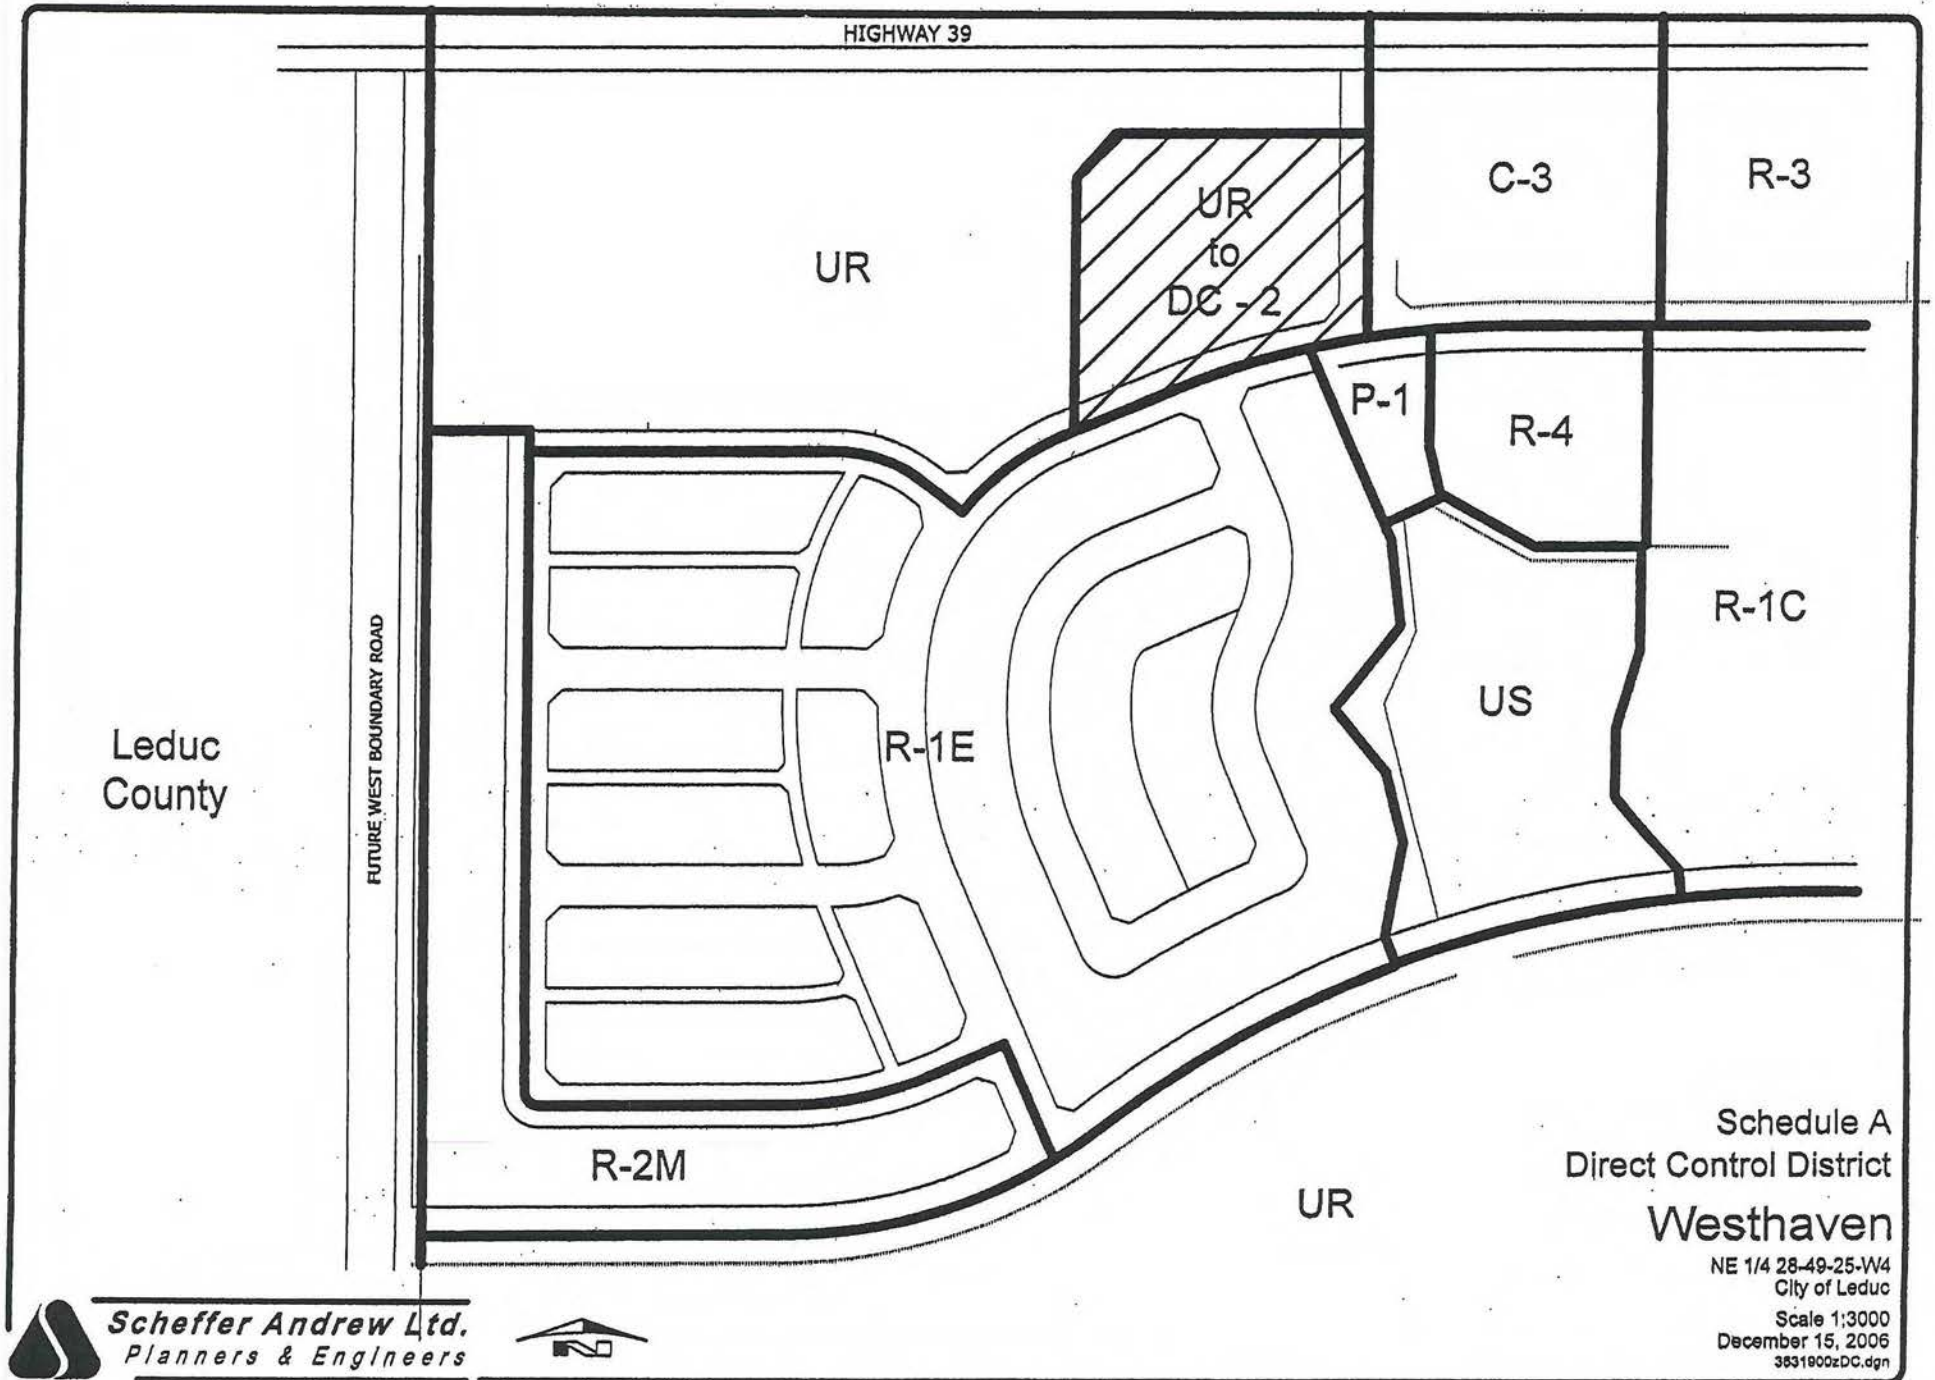 HIGHWAY 39
C-3
R-3
UR
to
DC - 2
UR
P-1
R-4
R-1C
FUTURE WEST BOUNDARY ROAD
US
R-1E
Leduc
County
Schedule A
Direct Control District
R-2M
UR
Westhaven
NE 1/4 28-49-25-W4
City of Leduc
Scale 1:3000
December 15, 2006
3631900zDC.dgn
Scheffer Andrew Ltd.
Planners & Engineers